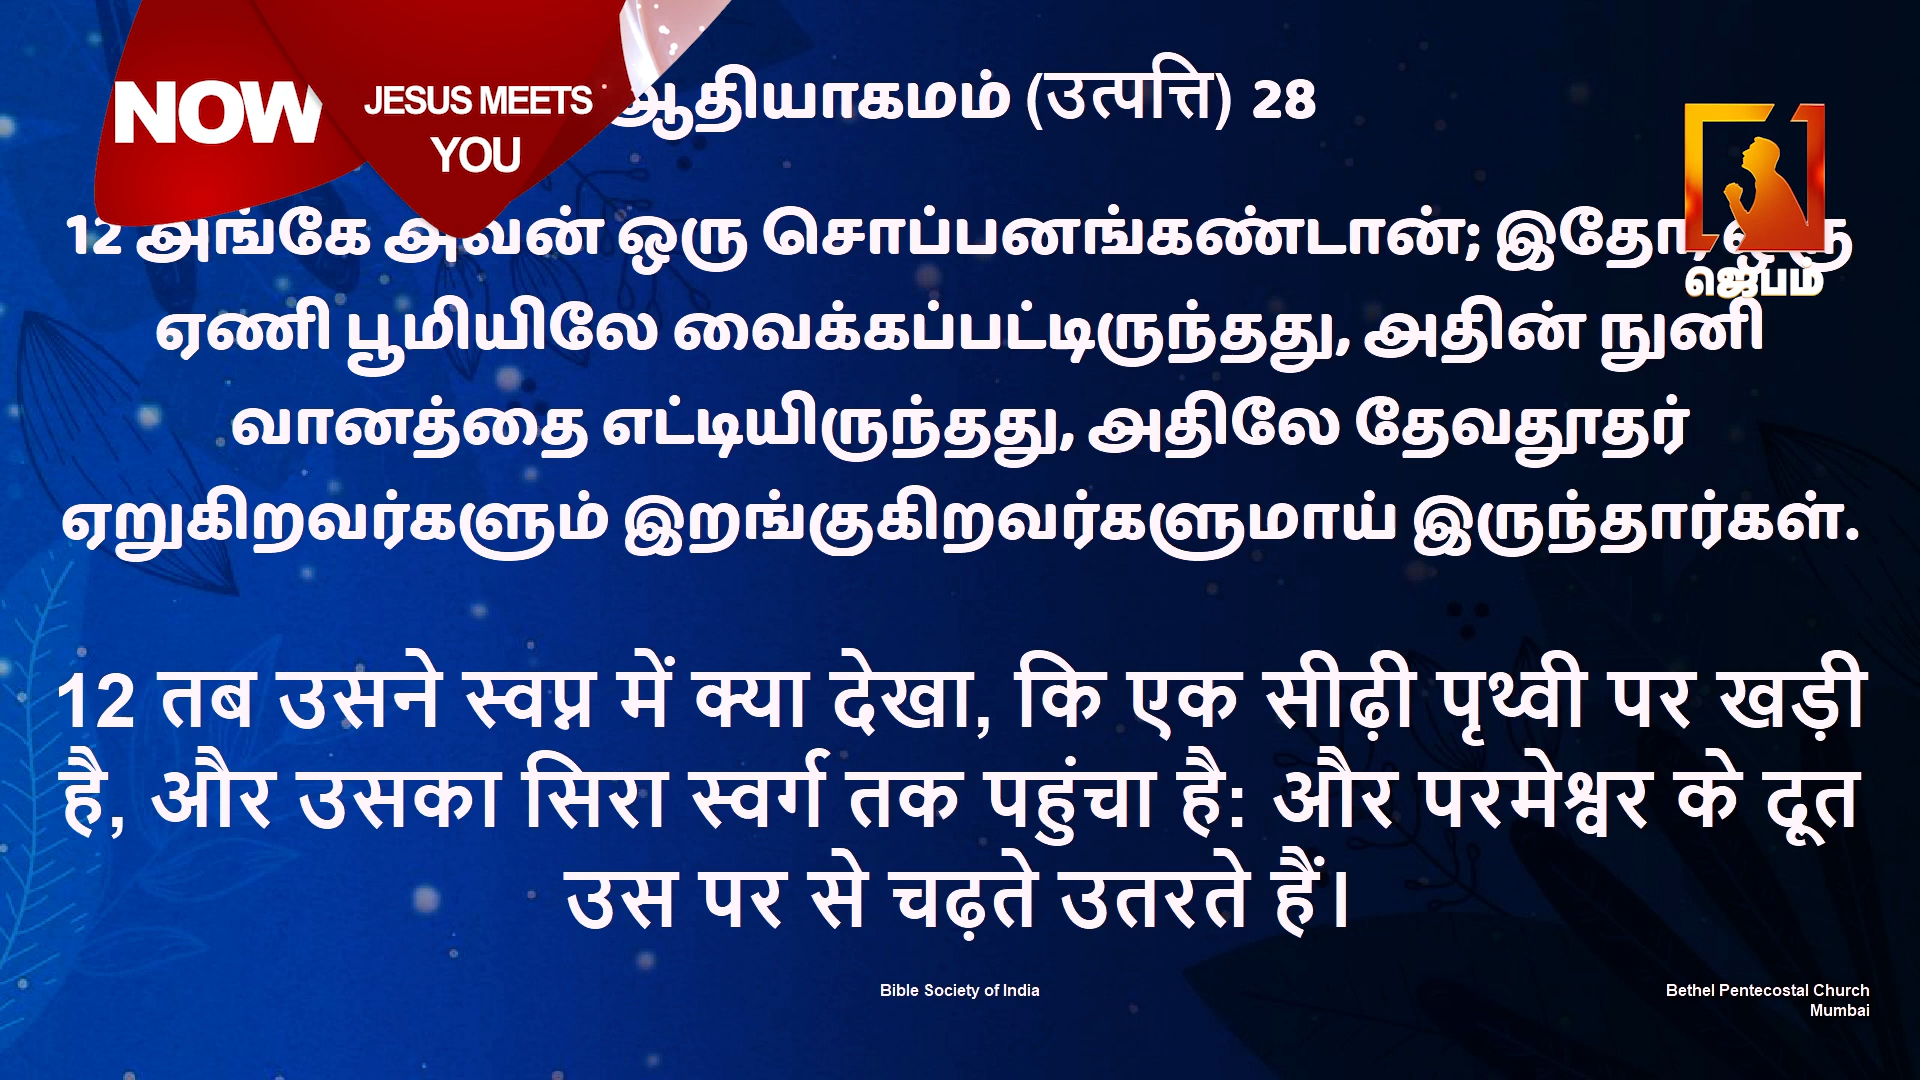 NOW
JESUS MEETS
YOU
ஆதியாகமம் (उत्पत्ति) 28
12 அங்கே அவன் ஒரு சொப்பனங்கண்டான்; இதோ, ஒரு
ஜெபம்
ஏணி பூமியிலே வைக்கப்பட்டிருந்தது, அதின் நுனி
வானத்தை எட்டியிருந்தது, அதிலே தேவதூதர்
ஏறுகிறவர்களும் இறங்குகிறவர்களுமாய் இருந்தார்கள்.
12 तब उसने स्वप्न में क्या देखा, कि एक सीढ़ी पृथ्वी पर खड़ी
है, और उसका सिरा स्वर्ग तक पहुंचा है: और परमेश्वर के दूत
उस पर से चढ़ते उतरते हैं।
Bible Society of India
Bethel Pentecostal Church
Mumbai